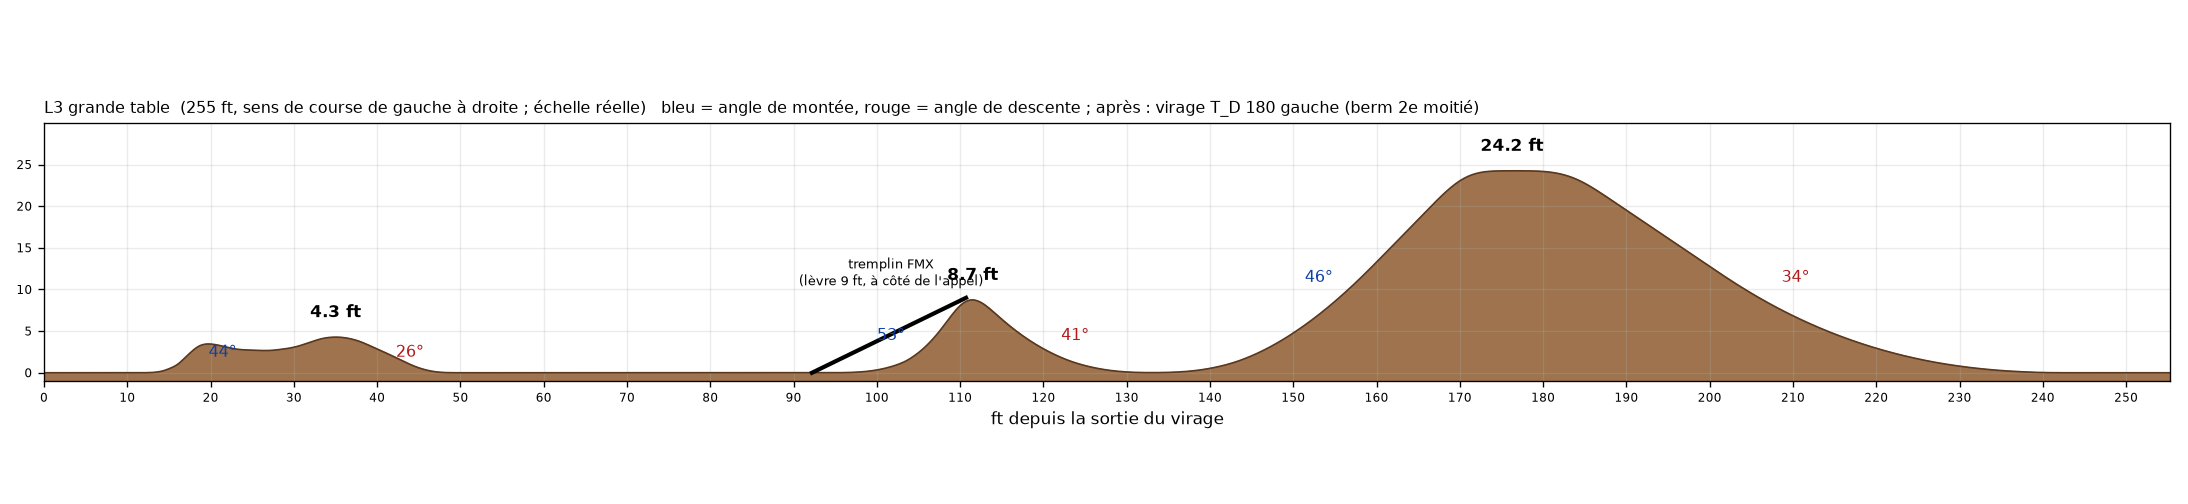 L3 grande table  (255 ft, sens de course de gauche à droite ; échelle réelle)   bleu = angle de montée, rouge = angle de descente ; après : virage T_D 180 gauche (berm 2e moitié)
24.2 ft
25
20
15
10
5
0
tremplin FMX
(lèvre 9 ft, à côté de l'appel)
8.7 ft
4.3 ft
44°
26°
53°
41°
46°
34°
0 10 20 30 40 50 60 70 80 90 100 110 120 130 140 150 160 170 180 190 200 210 220 230 240 250
ft depuis la sortie du virage